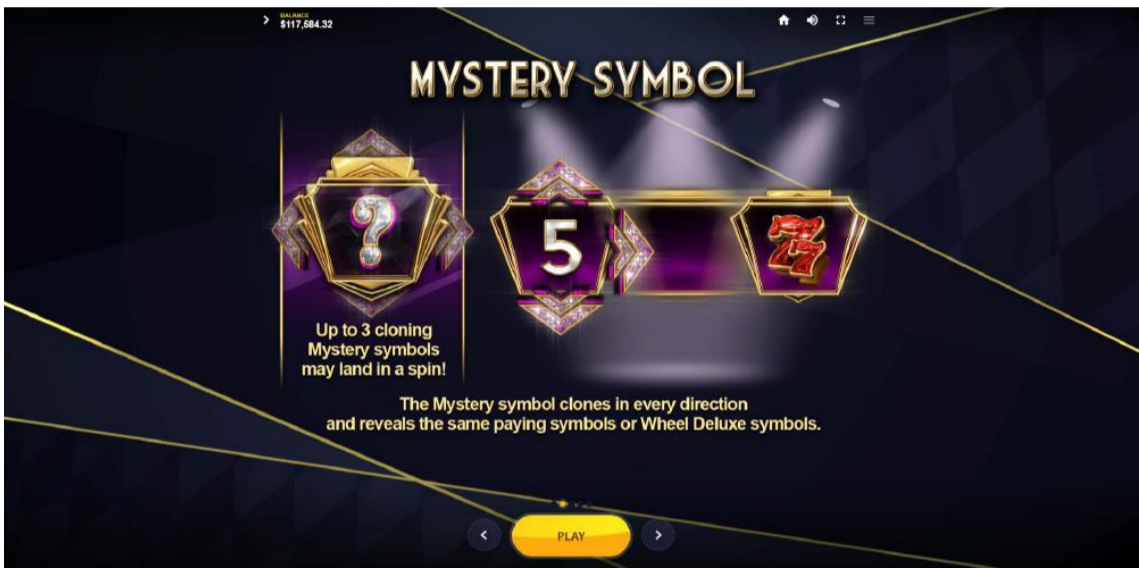 BALANCE
$117,584.32
MYSTERY SYMBOL
?
5
77
Up to 3 cloning
Mystery symbols
may land in a spin!
The Mystery symbol clones in every direction
and reveals the same paying symbols or Wheel Deluxe symbols.
PLAY